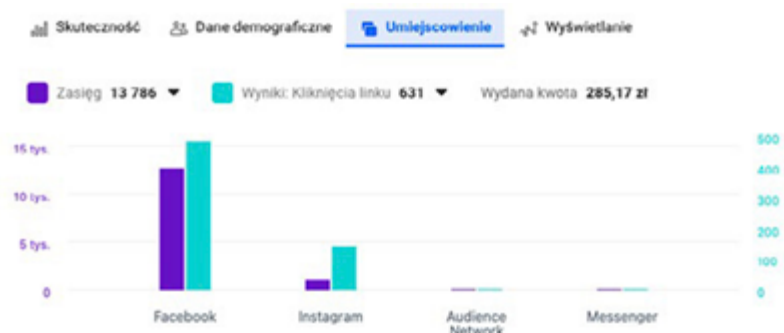 Skuteczność Dane demograficzne Umiejscowienie Wyświetlanie
Zasięg 13 786 Wyniki: Kliknięcia linku 631 Wydana kwota 285,17 zł
15 tys.
10 tys.
5 tys.
0
500
400
300
200
100
0
Facebook Instagram Audience Network Messenger